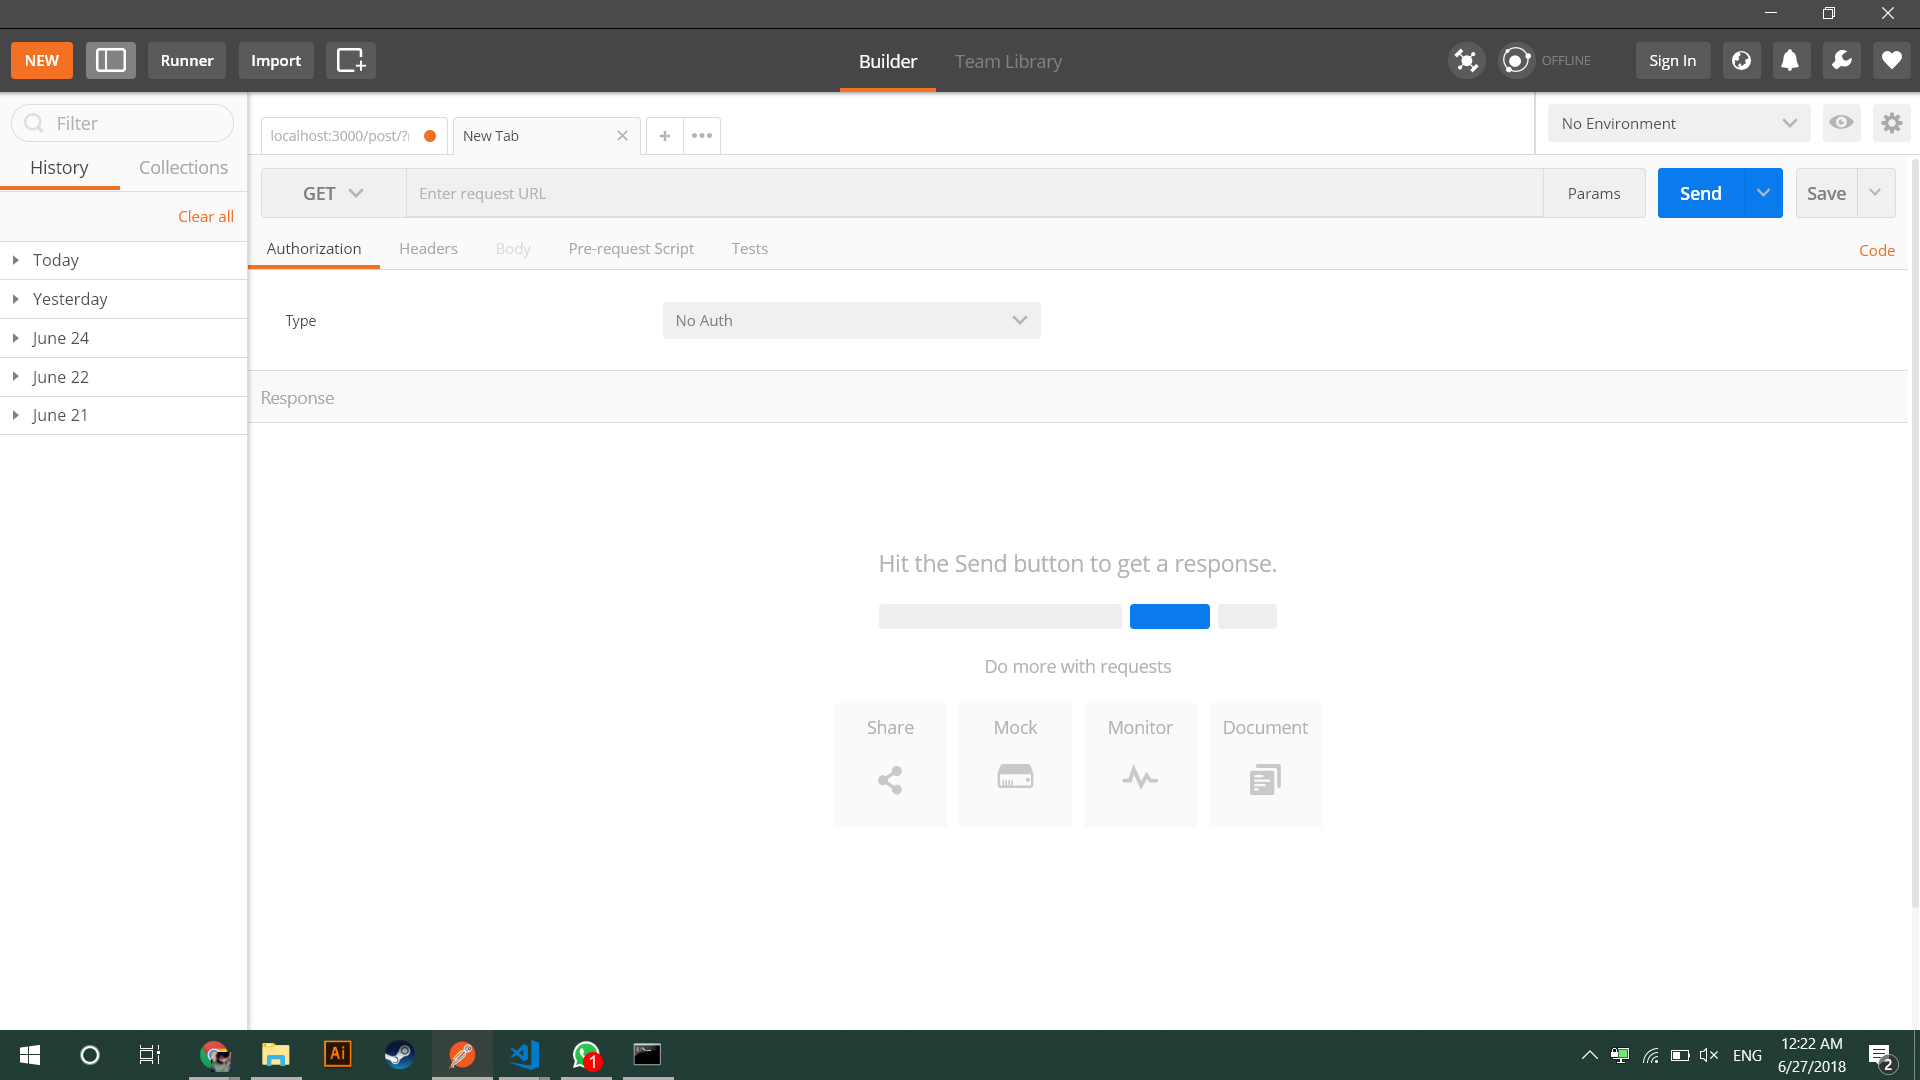 NEW Runner Import Builder Team Library OFFLINE Sign In
Filter
localhost:3000/post/? New Tab ••• No Environment
History Collections
GET Enter request URL Params Send Save
Clear all
Authorization Headers Body Pre-request Script Tests Code
Today
Yesterday
June 24
June 22
June 21
Type No Auth
Response
Hit the Send button to get a response.
Do more with requests
Share Mock Monitor Document
Ai 1 ENG 12:22 AM
6/27/2018 2